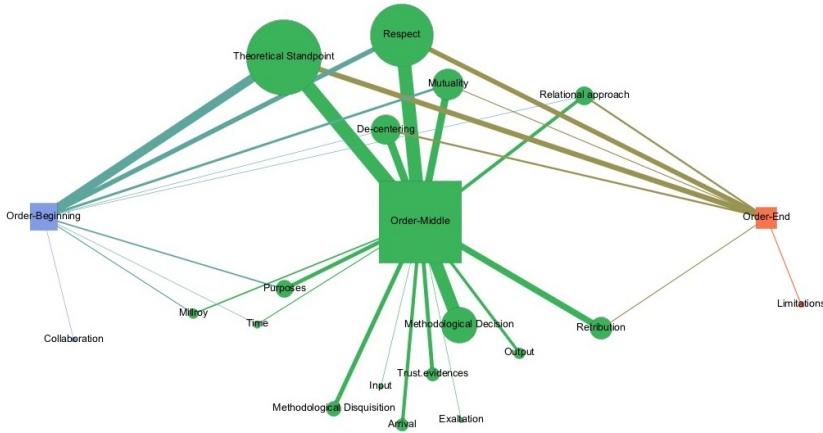 Respect
Theoretical Standpoint
Mutuality
Relational approach
De-centering
Order-Beginning
Order-Middle
Order-End
Purposes
Limitations
Millroy
Time
Methodological Decision
Retribution
Collaboration
Output
Trust.evidences
Input
Methodological Disquisition
Exaltation
Arrival